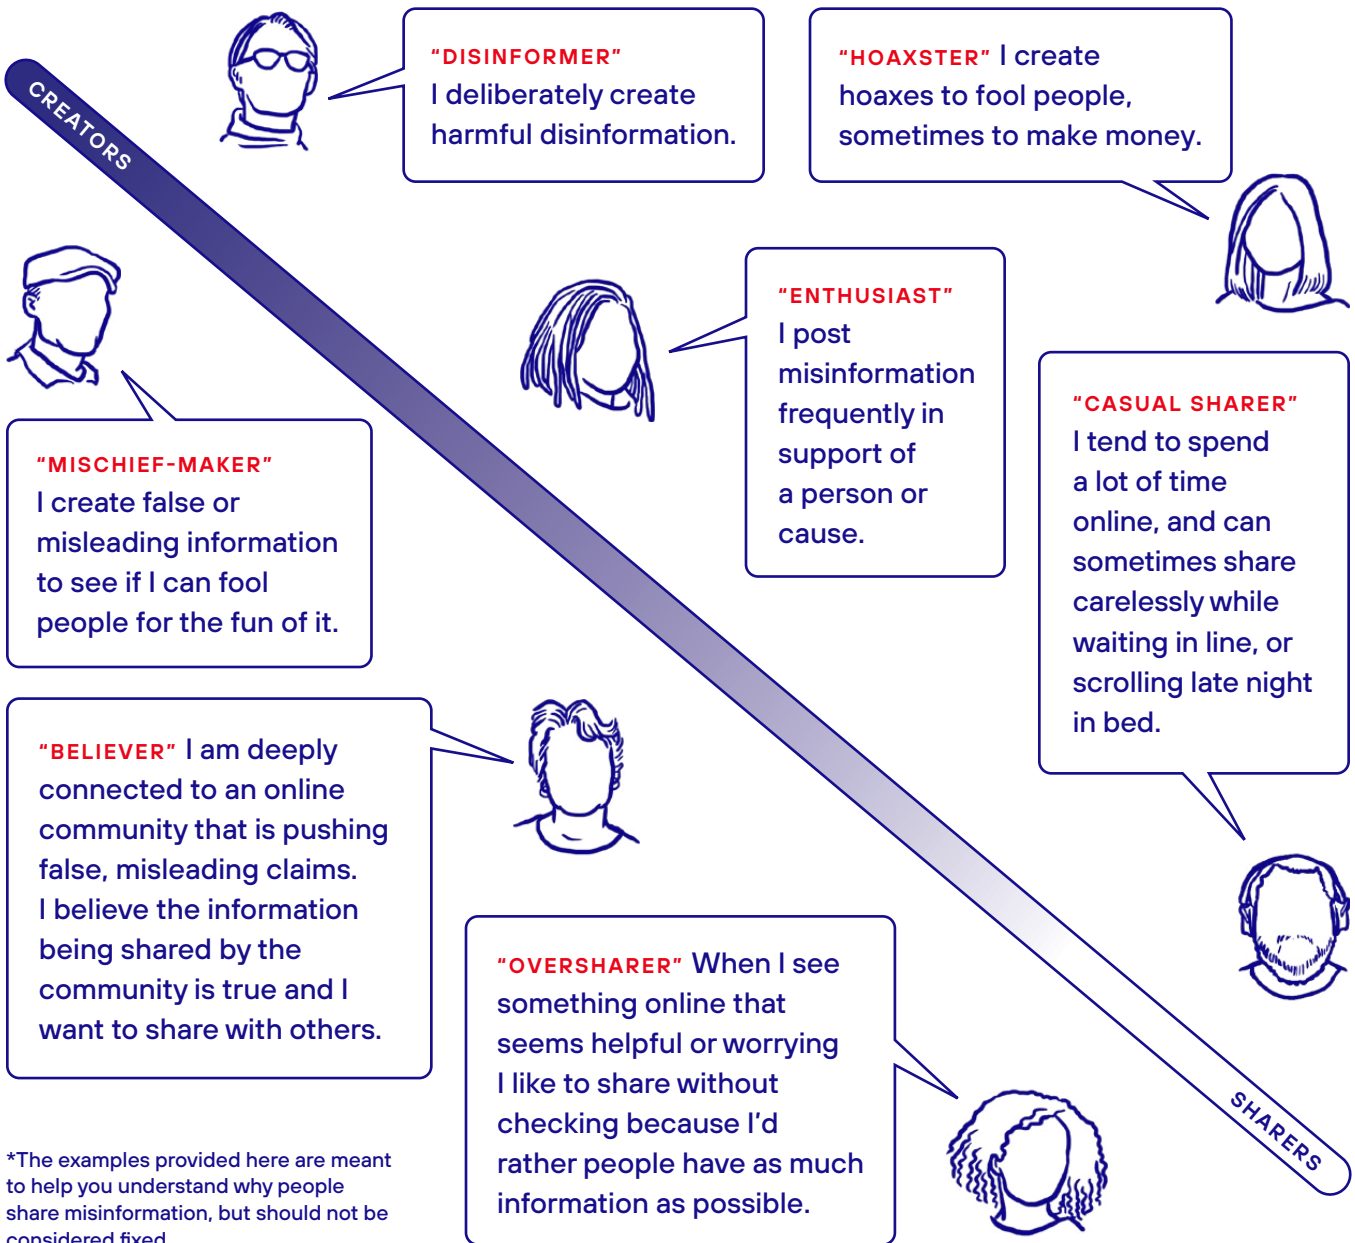 CREATORS
“DISINFORMER”
I deliberately create
harmful disinformation.
“HOAXSTER” I create
hoaxes to fool people,
sometimes to make money.
“MISCHIEF-MAKER”
I create false or
misleading information
to see if I can fool
people for the fun of it.
“ENTHUSIAST”
I post
misinformation
frequently in
support of
a person or
cause.
“CASUAL SHARER”
I tend to spend
a lot of time
online, and can
sometimes share
carelessly while
waiting in line, or
scrolling late night
in bed.
“BELIEVER” I am deeply
connected to an online
community that is pushing
false, misleading claims.
I believe the information
being shared by the
community is true and I
want to share with others.
“OVERSHARER” When I see
something online that
seems helpful or worrying
I like to share without
checking because I’d
rather people have as much
information as possible.
SHARERS
*The examples provided here are meant
to help you understand why people
share misinformation, but should not be
considered fixed